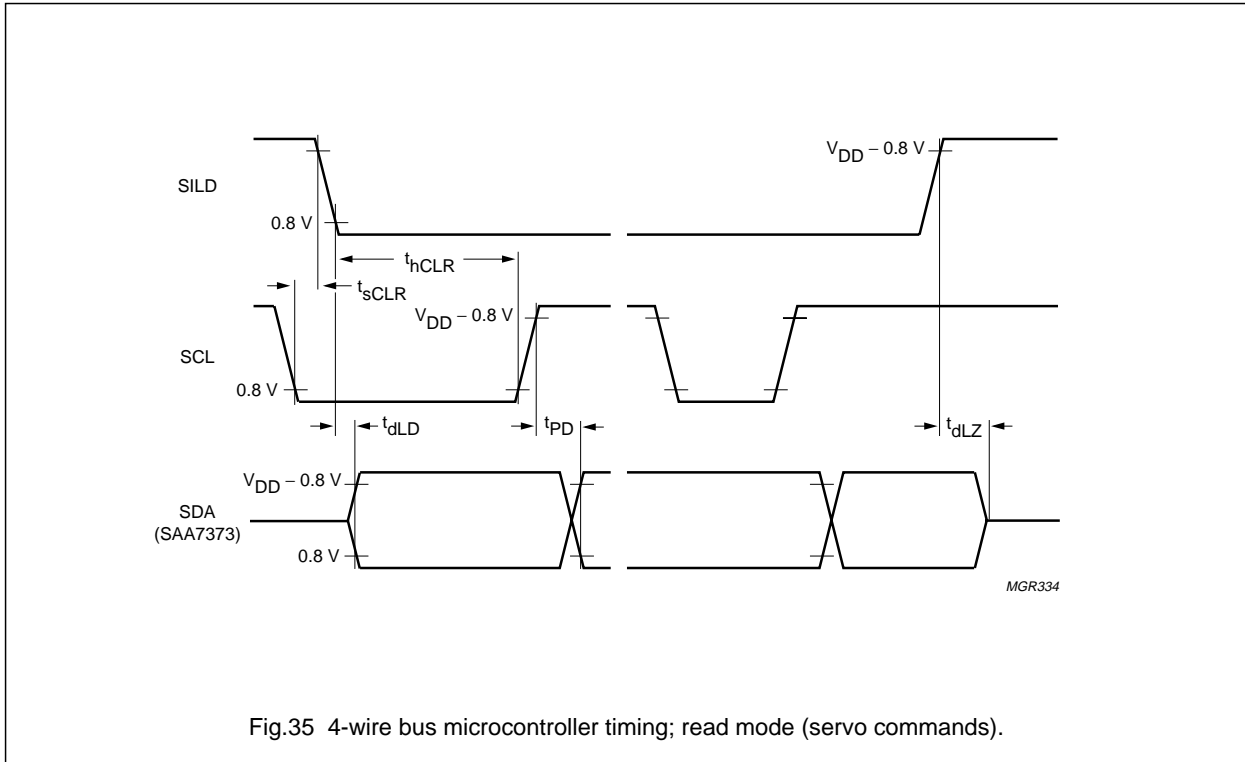 V_DD − 0.8 V
SILD
0.8 V
t_hCLR
t_sCLR
V_DD − 0.8 V
SCL
0.8 V
t_dLD
t_PD
t_dLZ
V_DD − 0.8 V
SDA
(SAA7373)
0.8 V
MGR334
Fig.35 4-wire bus microcontroller timing; read mode (servo commands).